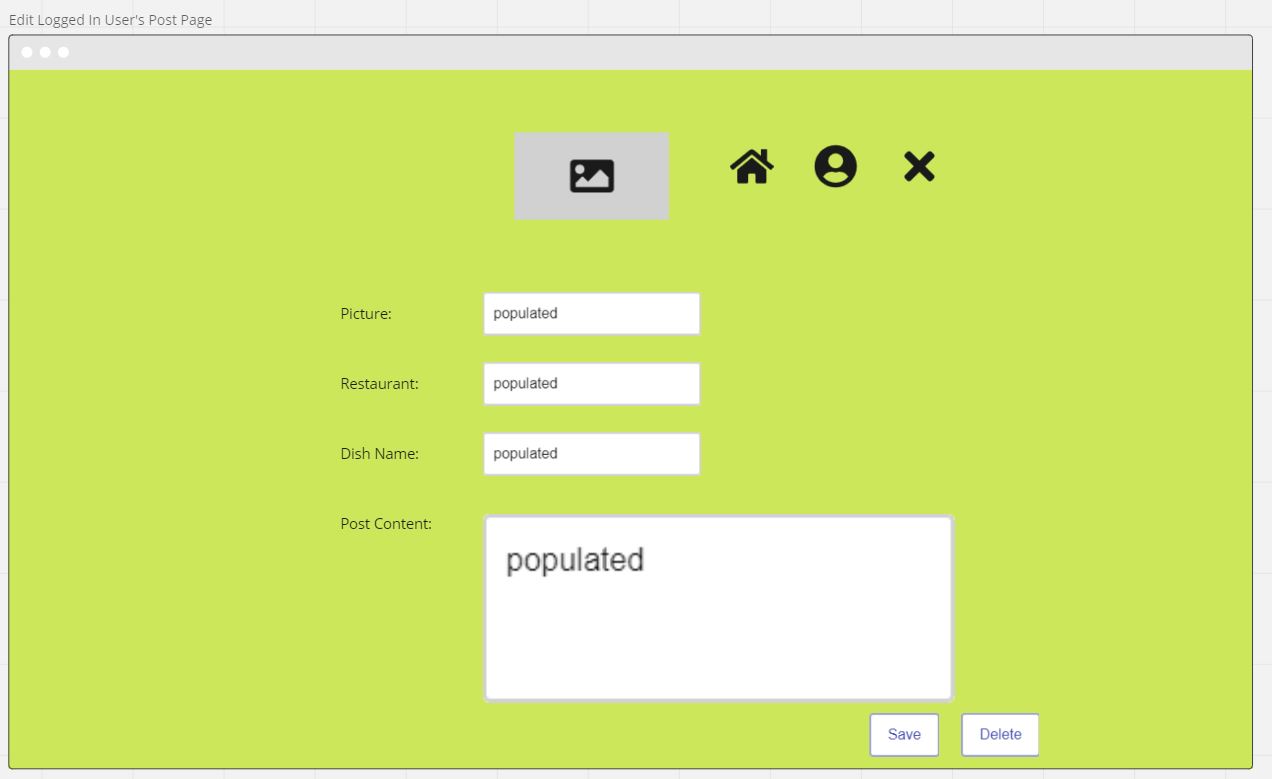 Edit Logged In User's Post Page
Picture: populated
Restaurant: populated
Dish Name: populated
Post Content: populated
Save Delete